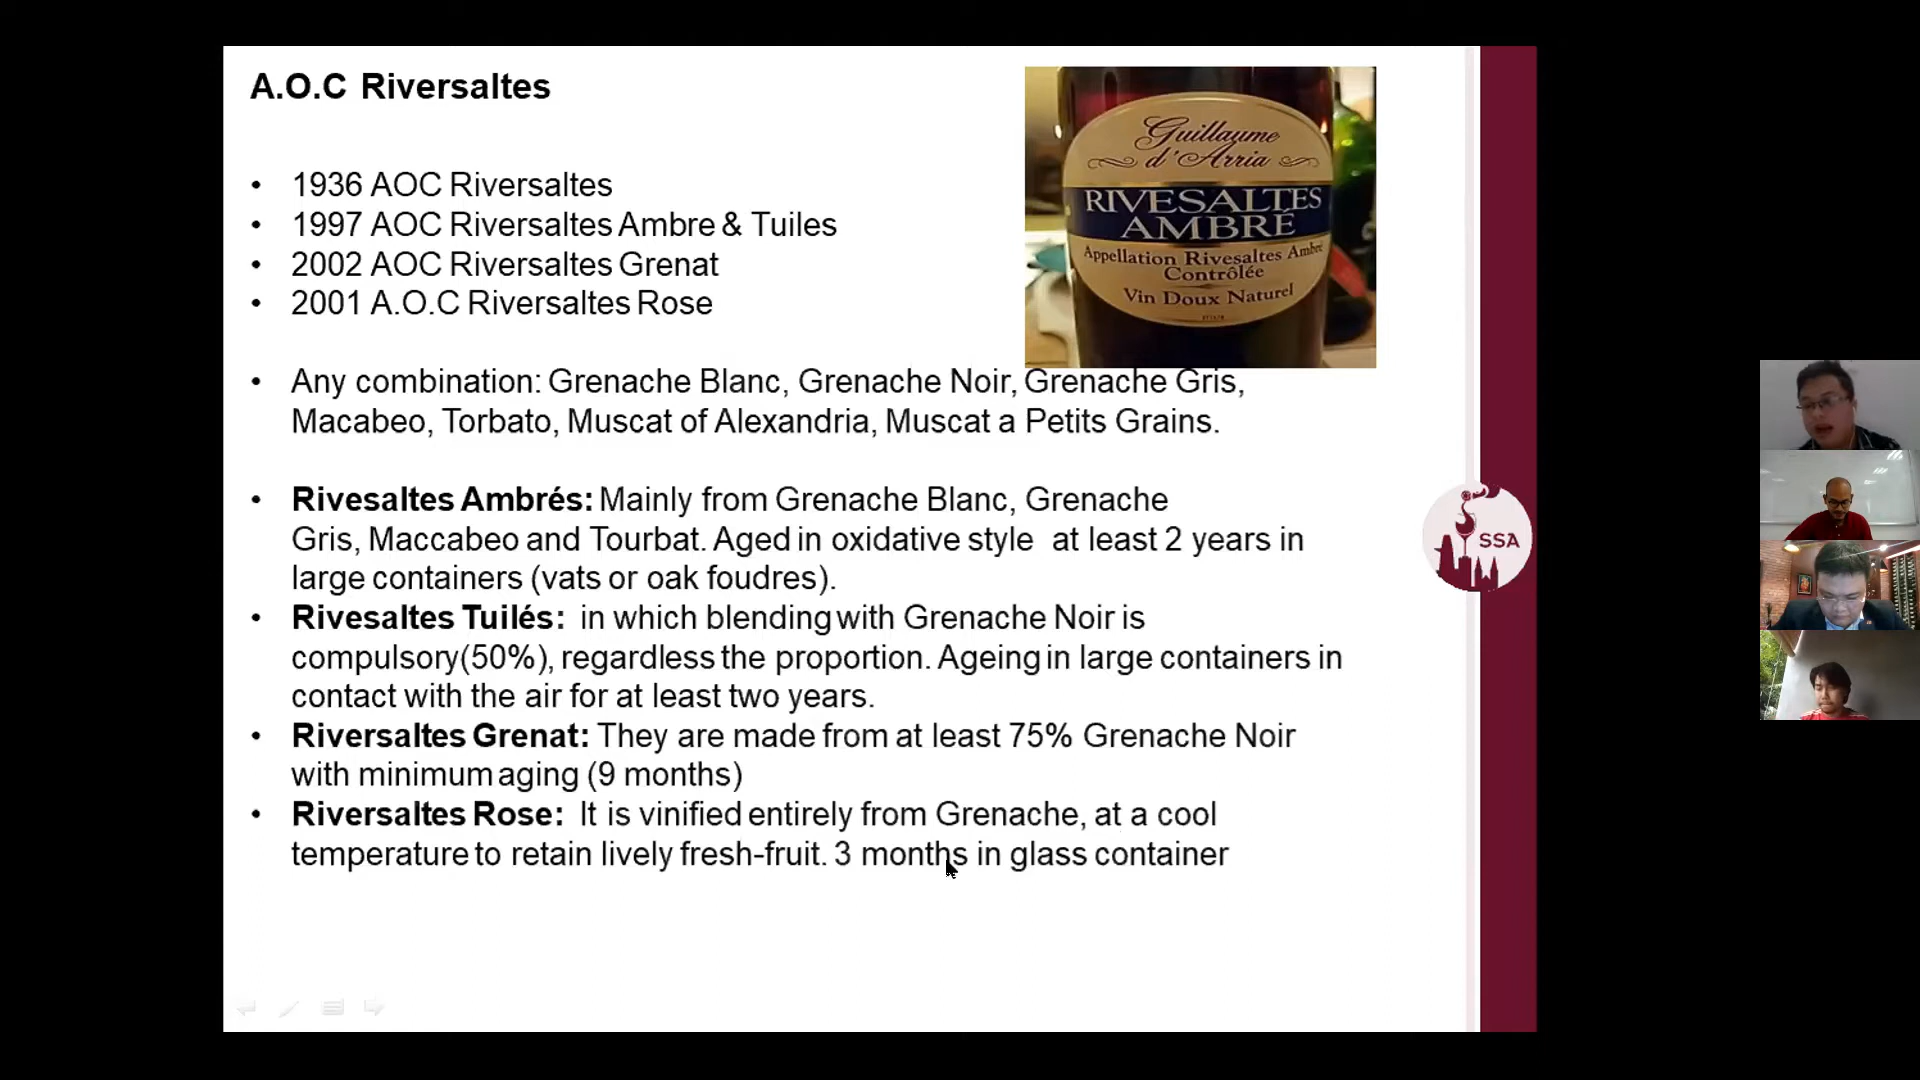 A.O.C Riversaltes
Guillaume
d'Arria
RIVESALTES
AMBRÉ
Appellation Rivesaltes Ambré
Contrôlée
Vin Doux Naturel
• 1936 AOC Riversaltes
• 1997 AOC Riversaltes Ambre & Tuiles
• 2002 AOC Riversaltes Grenat
• 2001 A.O.C Riversaltes Rose
• Any combination: Grenache Blanc, Grenache Noir, Grenache Gris,
Macabeo, Torbato, Muscat of Alexandria, Muscat a Petits Grains.
• Rivesaltes Ambrés: Mainly from Grenache Blanc, Grenache
Gris, Maccabeo and Tourbat. Aged in oxidative style at least 2 years in
large containers (vats or oak foudres).
• Rivesaltes Tuilés: in which blending with Grenache Noir is
compulsory(50%), regardless the proportion. Ageing in large containers in
contact with the air for at least two years.
• Riversaltes Grenat: They are made from at least 75% Grenache Noir
with minimum aging (9 months)
• Riversaltes Rose: It is vinified entirely from Grenache, at a cool
temperature to retain lively fresh-fruit. 3 months in glass container
SSA